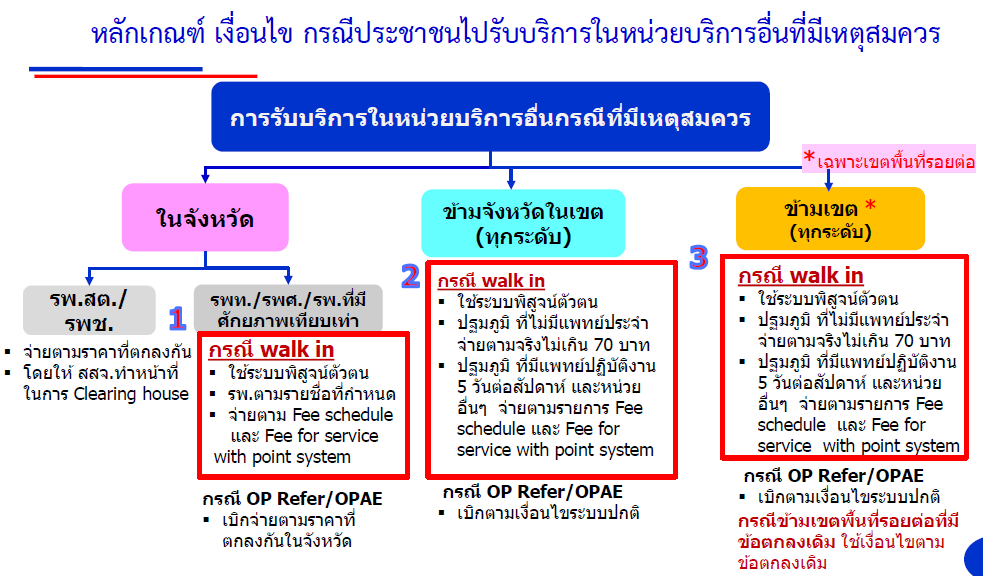 หลักเกณฑ์ เงื่อนไข กรณีประชาชนไปรับบริการในหน่วยบริการอื่นที่มีเหตุสมควร
การรับบริการในหน่วยบริการอื่นกรณีที่มีเหตุสมควร
*เฉพาะเขตพื้นที่รอยต่อ
ในจังหวัด
รพ.สต./
รพช.
▪ จ่ายตามราคาที่ตกลงกัน
▪ โดยให้ สสจ.ทำหน้าที่
ในการ Clearing house
1
รพท./รพศ./รพ.ที่มี
ศักยภาพเทียบเท่า
กรณี walk in
▪ ใช้ระบบพิสูจน์ตัวตน
▪ รพ.ตามรายชื่อที่กำหนด
▪ จ่ายตาม Fee schedule
และ Fee for service
with point system
กรณี OP Refer/OPAE
▪ เบิกจ่ายตามราคาที่
ตกลงกันในจังหวัด
ข้ามจังหวัดในเขต
(ทุกระดับ)
2
กรณี walk in
▪ ใช้ระบบพิสูจน์ตัวตน
▪ ปฐมภูมิ ที่ไม่มีแพทย์ประจำ
จ่ายตามจริงไม่เกิน 70 บาท
▪ ปฐมภูมิ ที่มีแพทย์ปฏิบัติงาน
5 วันต่อสัปดาห์ และหน่วย
อื่นๆ จ่ายตามรายการ Fee
schedule และ Fee for
service with point system
กรณี OP Refer/OPAE
▪ เบิกตามเงื่อนไขระบบปกติ
ข้ามเขต *
(ทุกระดับ)
3
กรณี walk in
▪ ใช้ระบบพิสูจน์ตัวตน
▪ ปฐมภูมิ ที่ไม่มีแพทย์ประจำ
จ่ายตามจริงไม่เกิน 70 บาท
▪ ปฐมภูมิ ที่มีแพทย์ปฏิบัติงาน
5 วันต่อสัปดาห์ และหน่วย
อื่นๆ จ่ายตามรายการ Fee
schedule และ Fee for
service with point system
กรณี OP Refer/OPAE
▪ เบิกตามเงื่อนไขระบบปกติ
กรณีข้ามเขตพื้นที่รอยต่อที่มี
ข้อตกลงเดิม ใช้เงื่อนไขตาม
ข้อตกลงเดิม